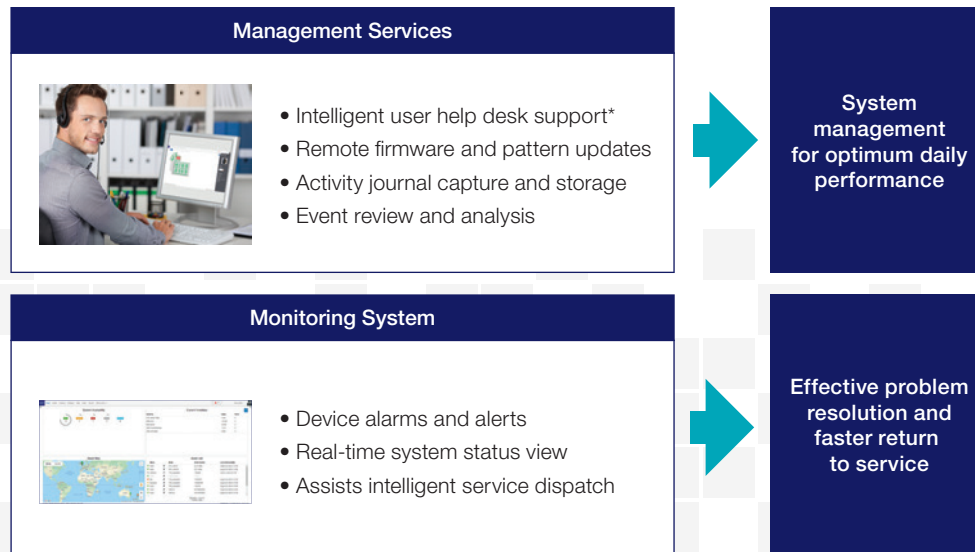 Management Services
• Intelligent user help desk support*
• Remote firmware and pattern updates
• Activity journal capture and storage
• Event review and analysis
System
management
for optimum daily
performance
Monitoring System
• Device alarms and alerts
• Real-time system status view
• Assists intelligent service dispatch
Effective problem
resolution and
faster return
to service